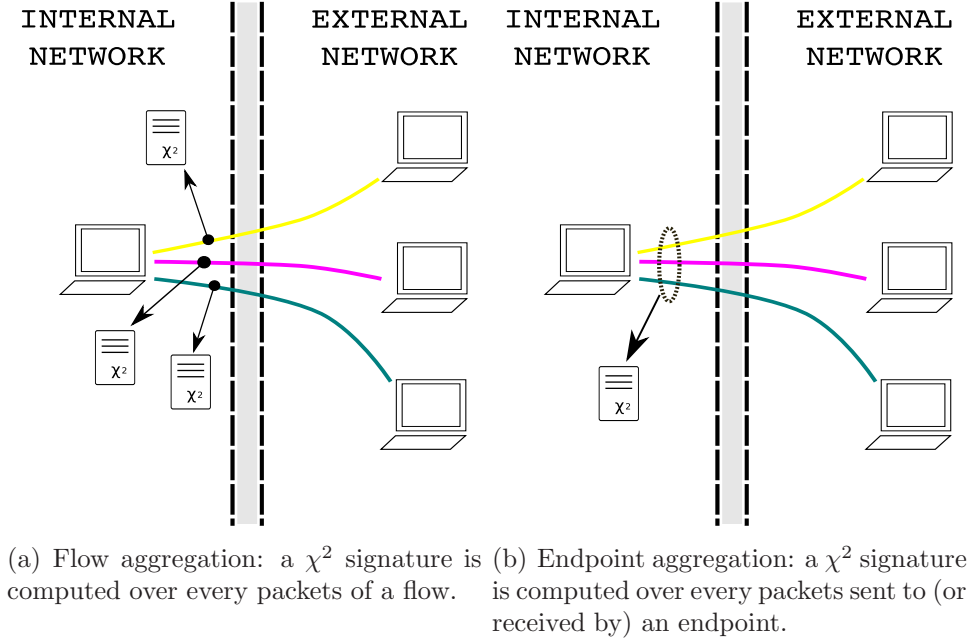 INTERNAL NETWORK
EXTERNAL NETWORK
χ²
χ²
χ²
(a) Flow aggregation: a χ² signature is
computed over every packets of a flow.
INTERNAL NETWORK
EXTERNAL NETWORK
χ²
(b) Endpoint aggregation: a χ² signature
is computed over every packets sent to (or
received by) an endpoint.